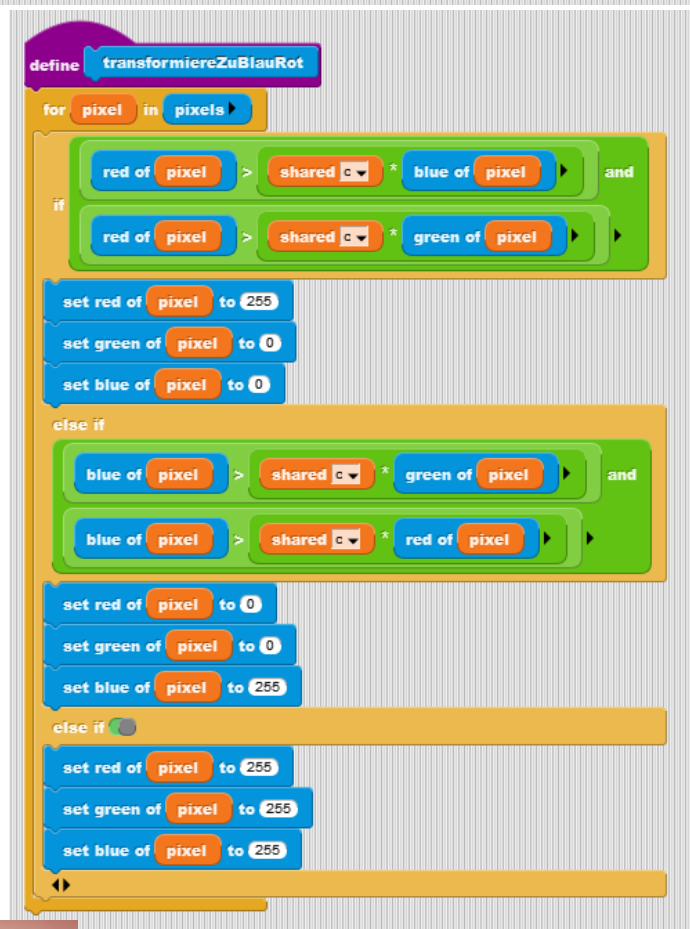 define transformiereZuBlauRot
for pixel in pixels
red of pixel > shared c * blue of pixel and
if
red of pixel > shared c * green of pixel
set red of pixel to 255
set green of pixel to 0
set blue of pixel to 0
else if
blue of pixel > shared c * green of pixel and
blue of pixel > shared c * red of pixel
set red of pixel to 0
set green of pixel to 0
set blue of pixel to 255
else if
set red of pixel to 255
set green of pixel to 255
set blue of pixel to 255